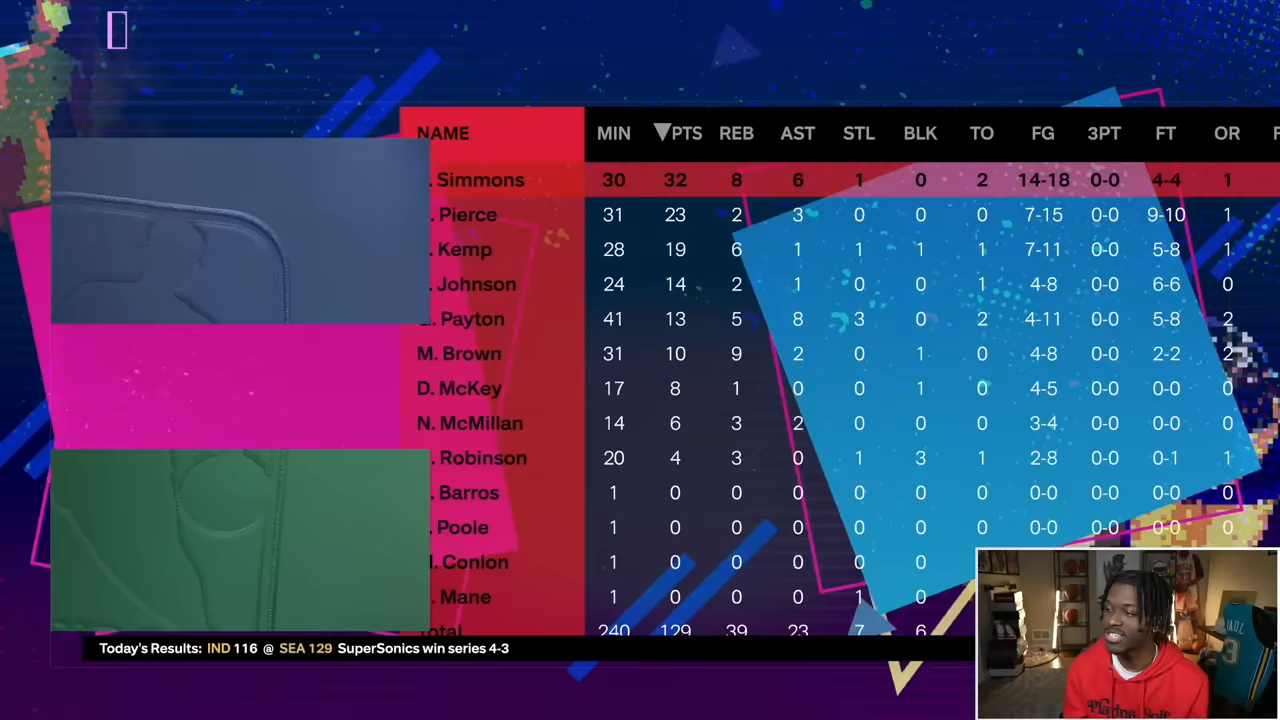 NAME MIN ▼PTS REB AST STL BLK TO FG 3PT FT OR
. Simmons 30 32 8 6 1 0 2 14-18 0-0 4-4 1
. Pierce 31 23 2 3 0 0 0 7-15 0-0 9-10 1
. Kemp 28 19 6 1 1 1 1 7-11 0-0 5-8 1
. Johnson 24 14 2 1 0 0 1 4-8 0-0 6-6 0
. Payton 41 13 5 8 3 0 2 4-11 0-0 5-8 2
M. Brown 31 10 9 2 0 1 0 4-8 0-0 2-2 2
D. McKey 17 8 1 0 0 1 0 4-5 0-0 0-0 0
N. McMillan 14 6 3 2 0 0 0 3-4 0-0 0-0 0
. Robinson 20 4 3 0 1 3 1 2-8 0-0 0-1 1
. Barros 1 0 0 0 0 0 0 0-0 0-0 0-0 0
. Poole 1 0 0 0 0 0 0 0-0 0-0 0-0 0
. Conlon 1 0 0 0 0 0
. Mane 1 0 0 0 1 0
Total 240 129 39 23 7 6
Today's Results: IND 116 @ SEA 129 SuperSonics win series 4-3
PAUL
3